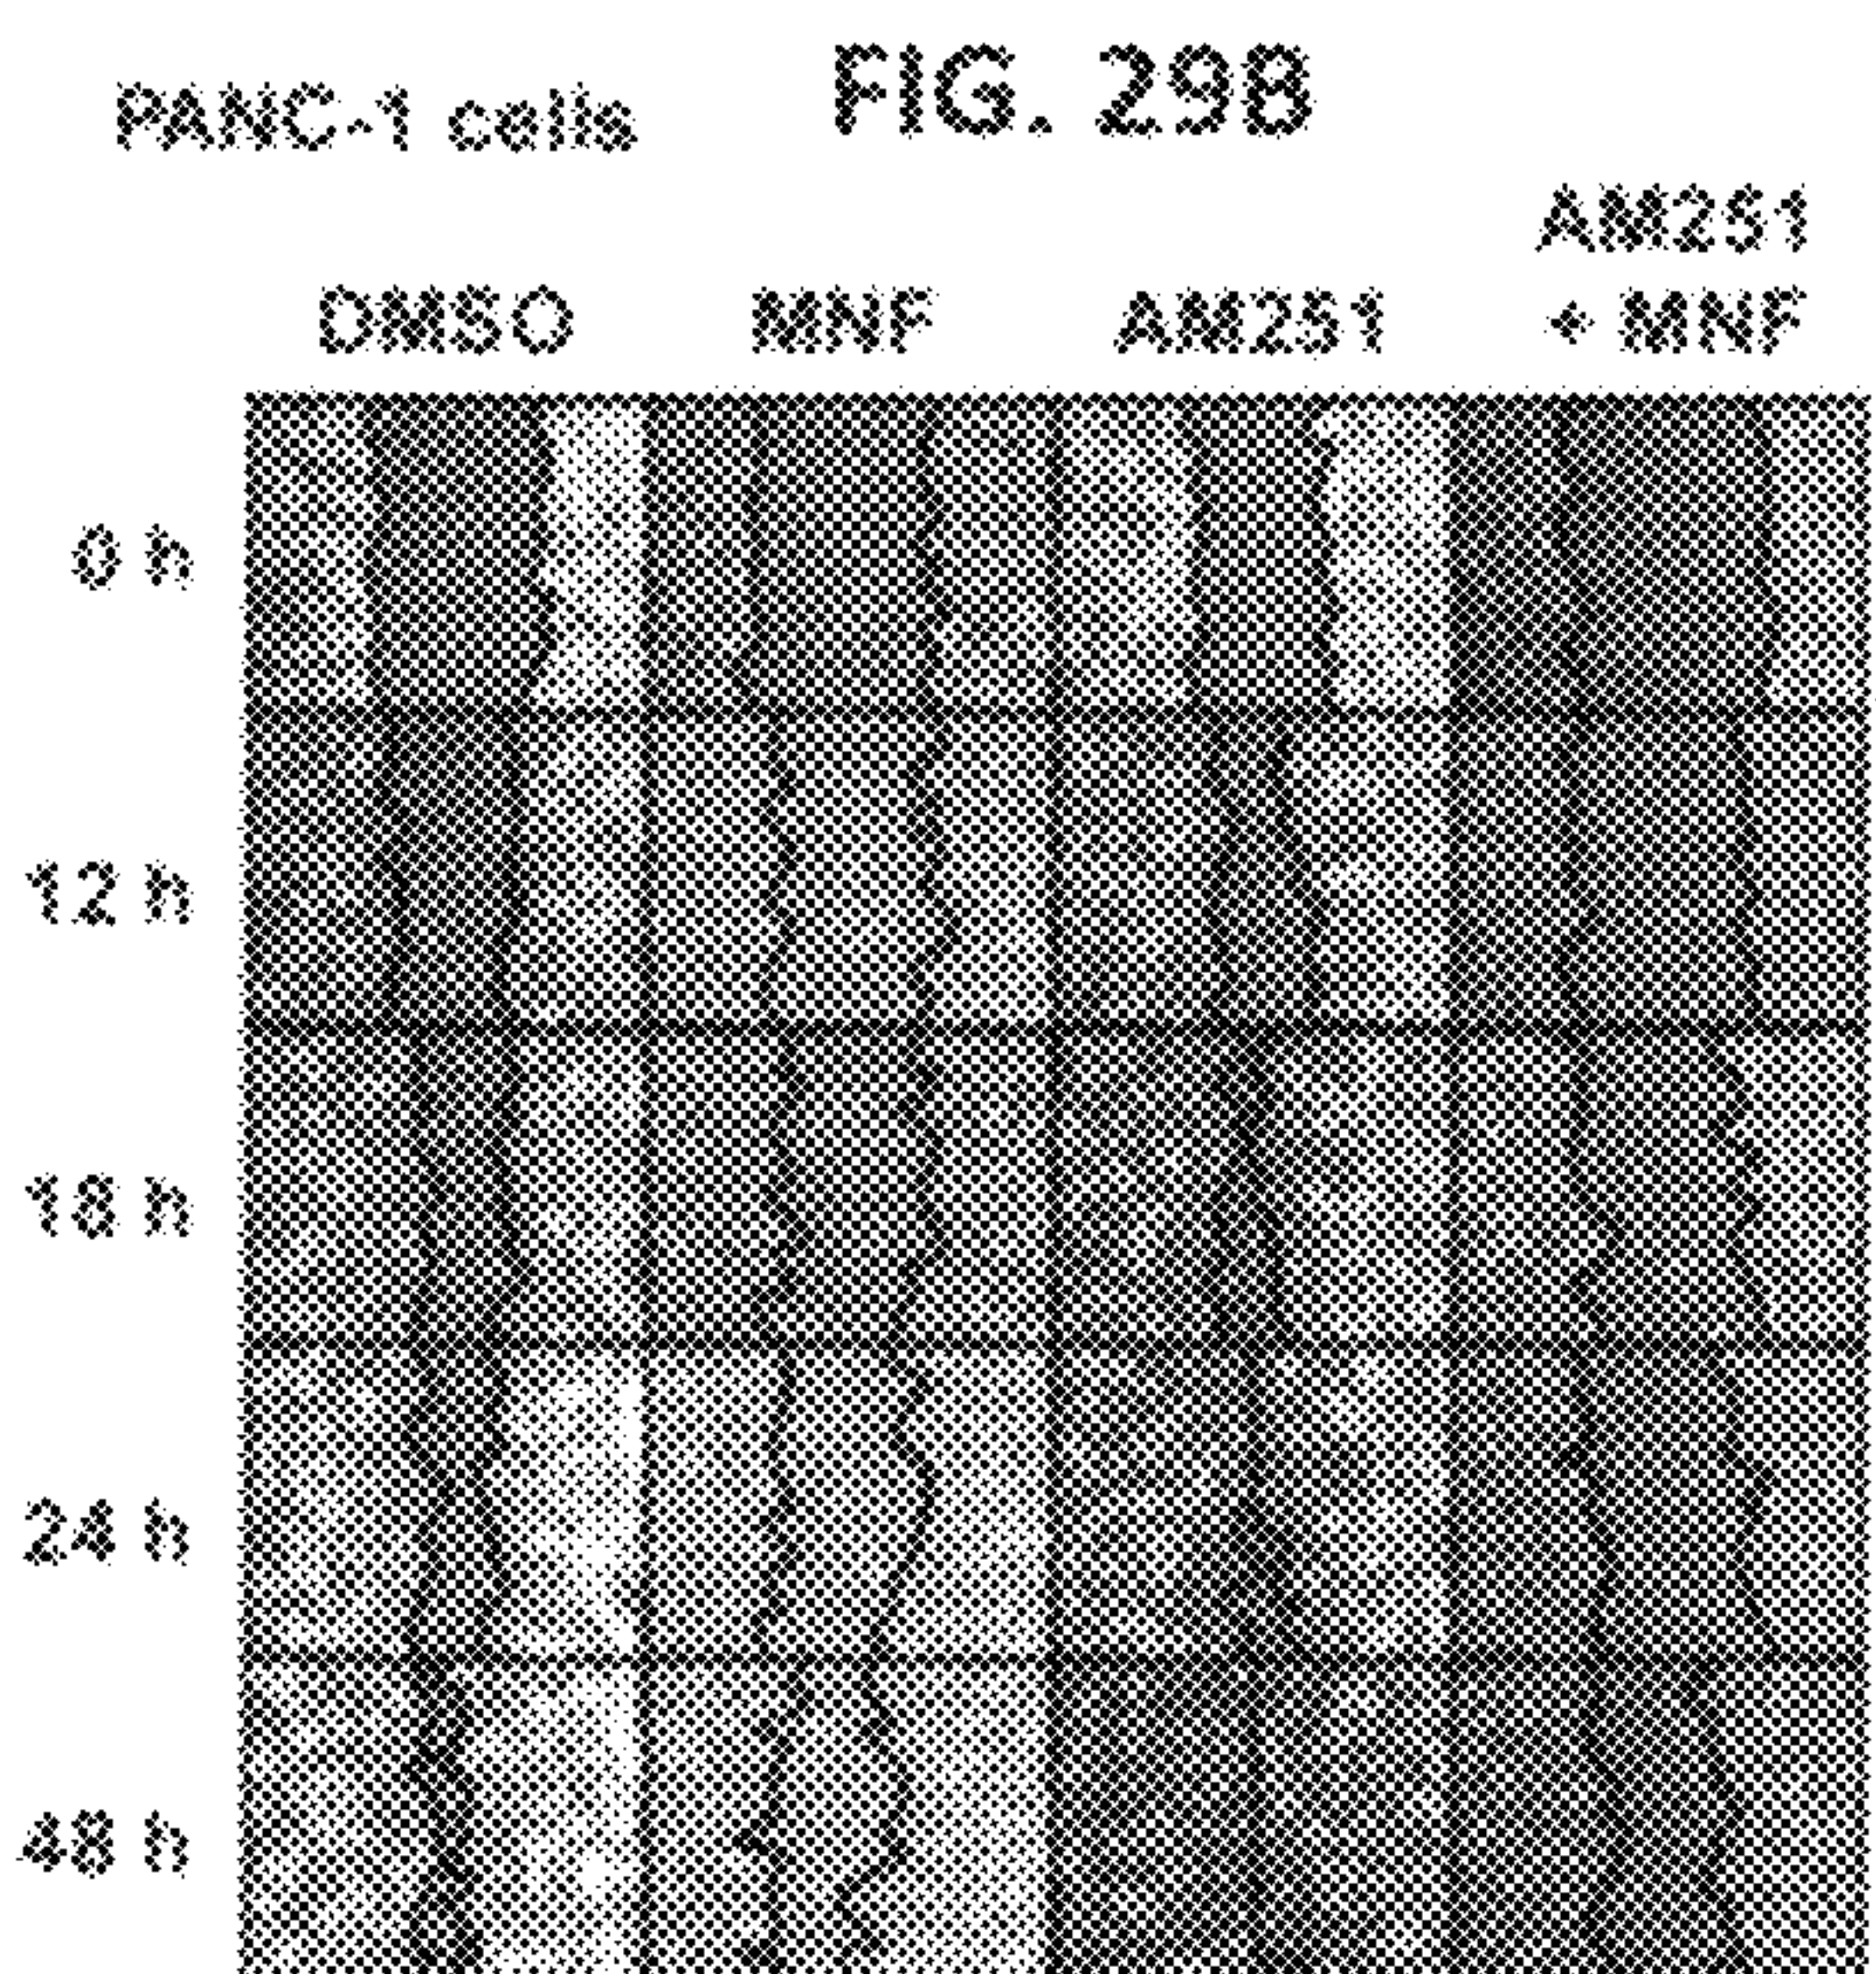 FIG. 29B
PANC-1 cells
AM251
DMSO MNF AM251 + MNF
0 h
12 h
18 h
24 h
48 h